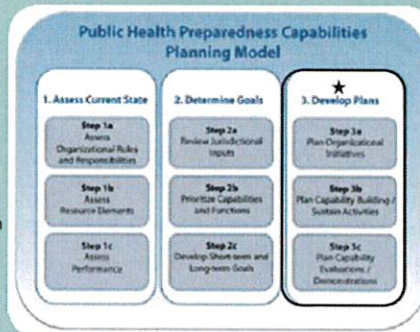 Public Health Preparedness Capabilities
Planning Model
1. Assess Current State
Step 1a
Assess
Organizational Roles
and Responsibilities
Step 1b
Assess
Resource Elements
Step 1c
Assess
Performance
2. Determine Goals
Step 2a
Review Jurisdictional
Inputs
Step 2b
Prioritize Capabilities
and Functions
Step 2c
Develop Short-term and
Long-term Goals
3. Develop Plans
Step 3a
Plan Organizational
Initiatives
Step 3b
Plan Capability Building /
Sustain Activities
Step 3c
Plan Capability
Evaluations /
Demonstrations